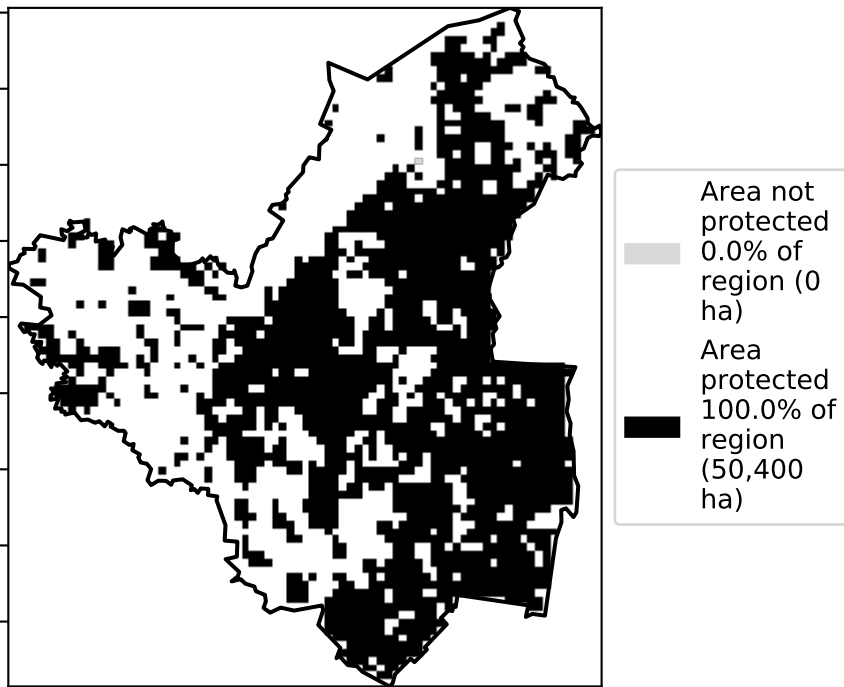 Area not
protected
0.0% of
region (0
ha)
Area
protected
100.0% of
region
(50,400
ha)